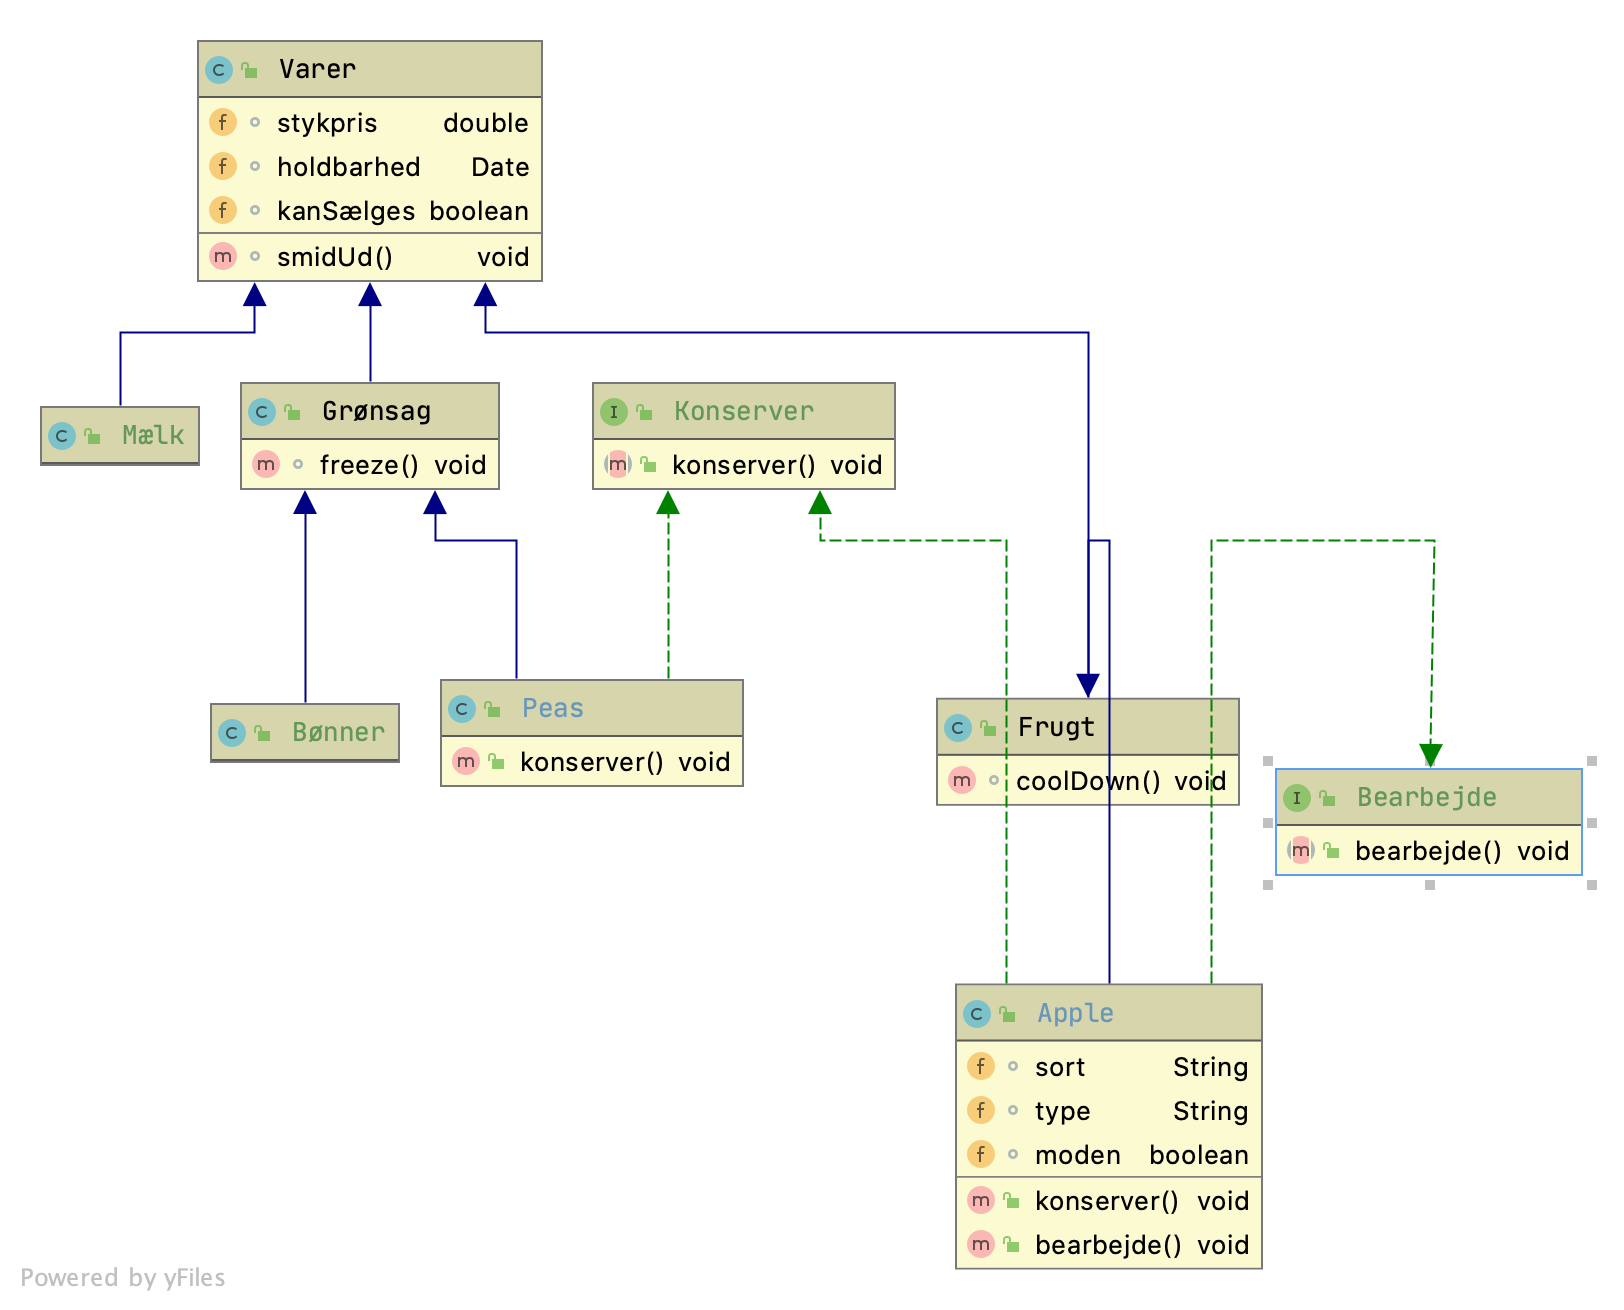 Varer
stykpris double
holdbarhed Date
kanSælges boolean
smidUd() void
Mælk
Grønsag
freeze() void
Konserver
konserver() void
Bønner
Peas
konserver() void
Frugt
coolDown() void
Bearbejde
bearbejde() void
Apple
sort String
type String
moden boolean
konserver() void
bearbejde() void
Powered by yFiles